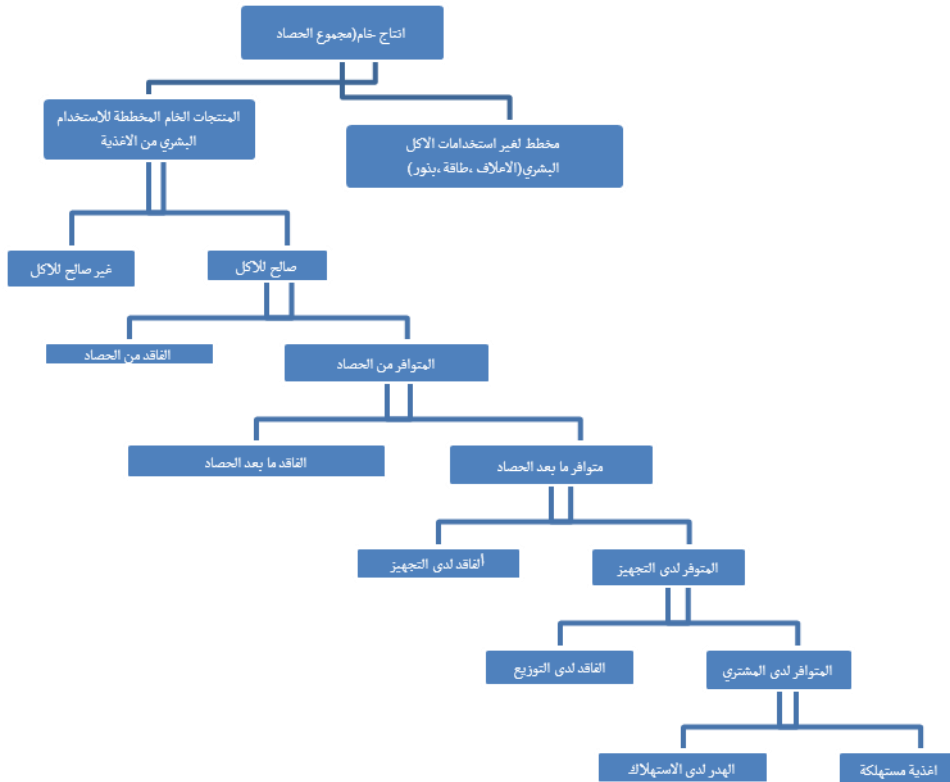 انتاج خام(مجموع الحصاد
المنتجات الخام المخططة للاستخدام
البشري من الاغذية
مخطط لغير استخدامات الاكل
البشري(الاعلاف ،طاقة ،بذور)
صالح للأكل
غير صالح للأكل
الفاقد من الحصاد
المتوافر من الحصاد
الفاقد ما بعد الحصاد
متوافر ما بعد الحصاد
ألفاقد لدى التجهيز
المتوفر لدى التجهيز
الفاقد لدى التوزيع
المتوافر لدى المشتري
الهدر لدى الاستهلاك
اغذية مستهلكة